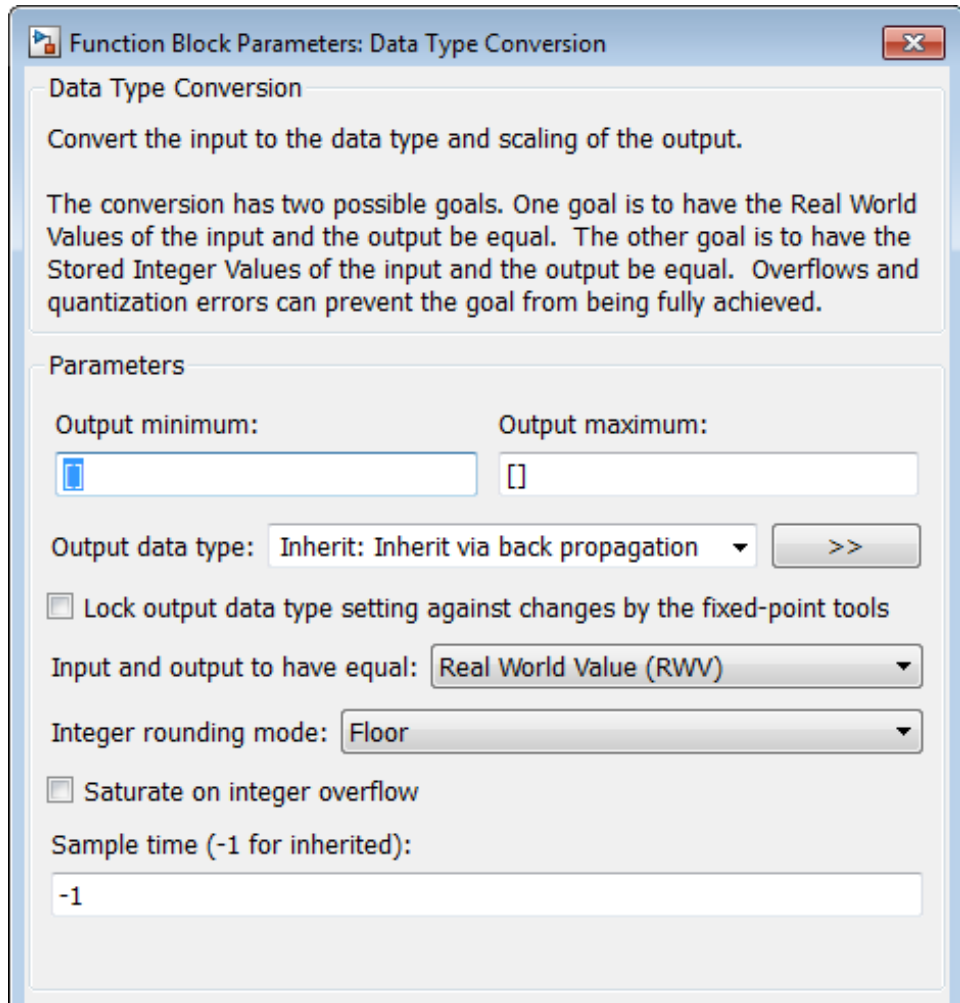 Function Block Parameters: Data Type Conversion
Data Type Conversion
Convert the input to the data type and scaling of the output.
The conversion has two possible goals. One goal is to have the Real World
Values of the input and the output be equal.  The other goal is to have the
Stored Integer Values of the input and the output be equal.  Overflows and
quantization errors can prevent the goal from being fully achieved.
Parameters
Output minimum: Output maximum:
[] []
Output data type: Inherit: Inherit via back propagation >>
Lock output data type setting against changes by the fixed-point tools
Input and output to have equal: Real World Value (RWV)
Integer rounding mode: Floor
Saturate on integer overflow
Sample time (-1 for inherited):
-1